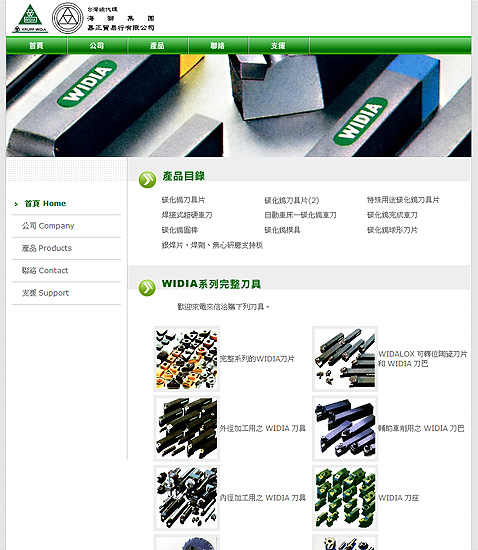 KRUPP WIDIA
台灣總代理
海獅集團
嘉正貿易行有限公司
首頁 公司 產品 聯絡 支援
WIDIA
WIDIA
首頁 Home
公司 Company
產品 Products
聯絡 Contact
支援 Support
產品目錄
碳化鎢刀具片 碳化鎢刀具片(2) 特殊用途碳化鎢刀具片
焊接式超硬車刀 自動車床—碳化鎢車刀 碳化鎢完成車刀
碳化鎢圓棒 碳化鎢模具 碳化鎢球形刀片
銀焊片、焊劑、無心研磨支持板
WIDIA系列完整刀具
歡迎來電來信洽購下列刀具。
完整系列的WIDIA刀片
WIDALOX 可轉位陶瓷刀片
和 WIDIA 刀巴
外徑加工用之 WIDIA 刀具
輔助車削用之 WIDIA 刀巴
內徑加工用之 WIDIA 刀具
WIDIA 刀座